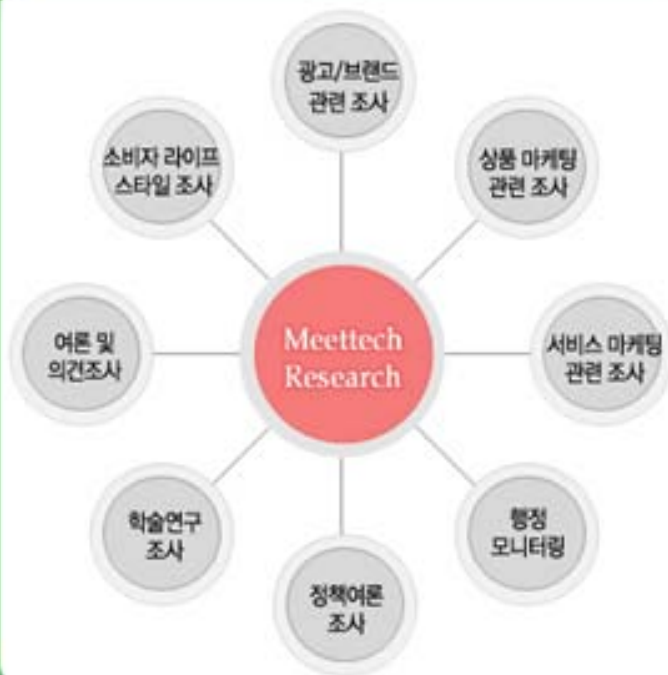 광고/브랜드
관련 조사
상품 마케팅
관련 조사
서비스 마케팅
관련 조사
행정
모니터링
정책여론
조사
학술연구
조사
여론 및
의견조사
소비자 라이프
스타일 조사
Meettech
Research